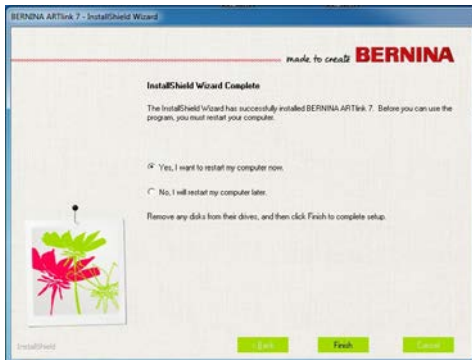 BERNINA ARTlink 7 - InstallShield Wizard
made to create BERNINA
InstallShield Wizard Complete
The InstallShield Wizard has successfully installed BERNINA ARTlink 7. Before you can use the
program, you must restart your computer.
Yes, I want to restart my computer now.
No, I will restart my computer later.
Remove any disks from their drives, and then click Finish to complete setup.
InstallShield
< Back Finish Cancel